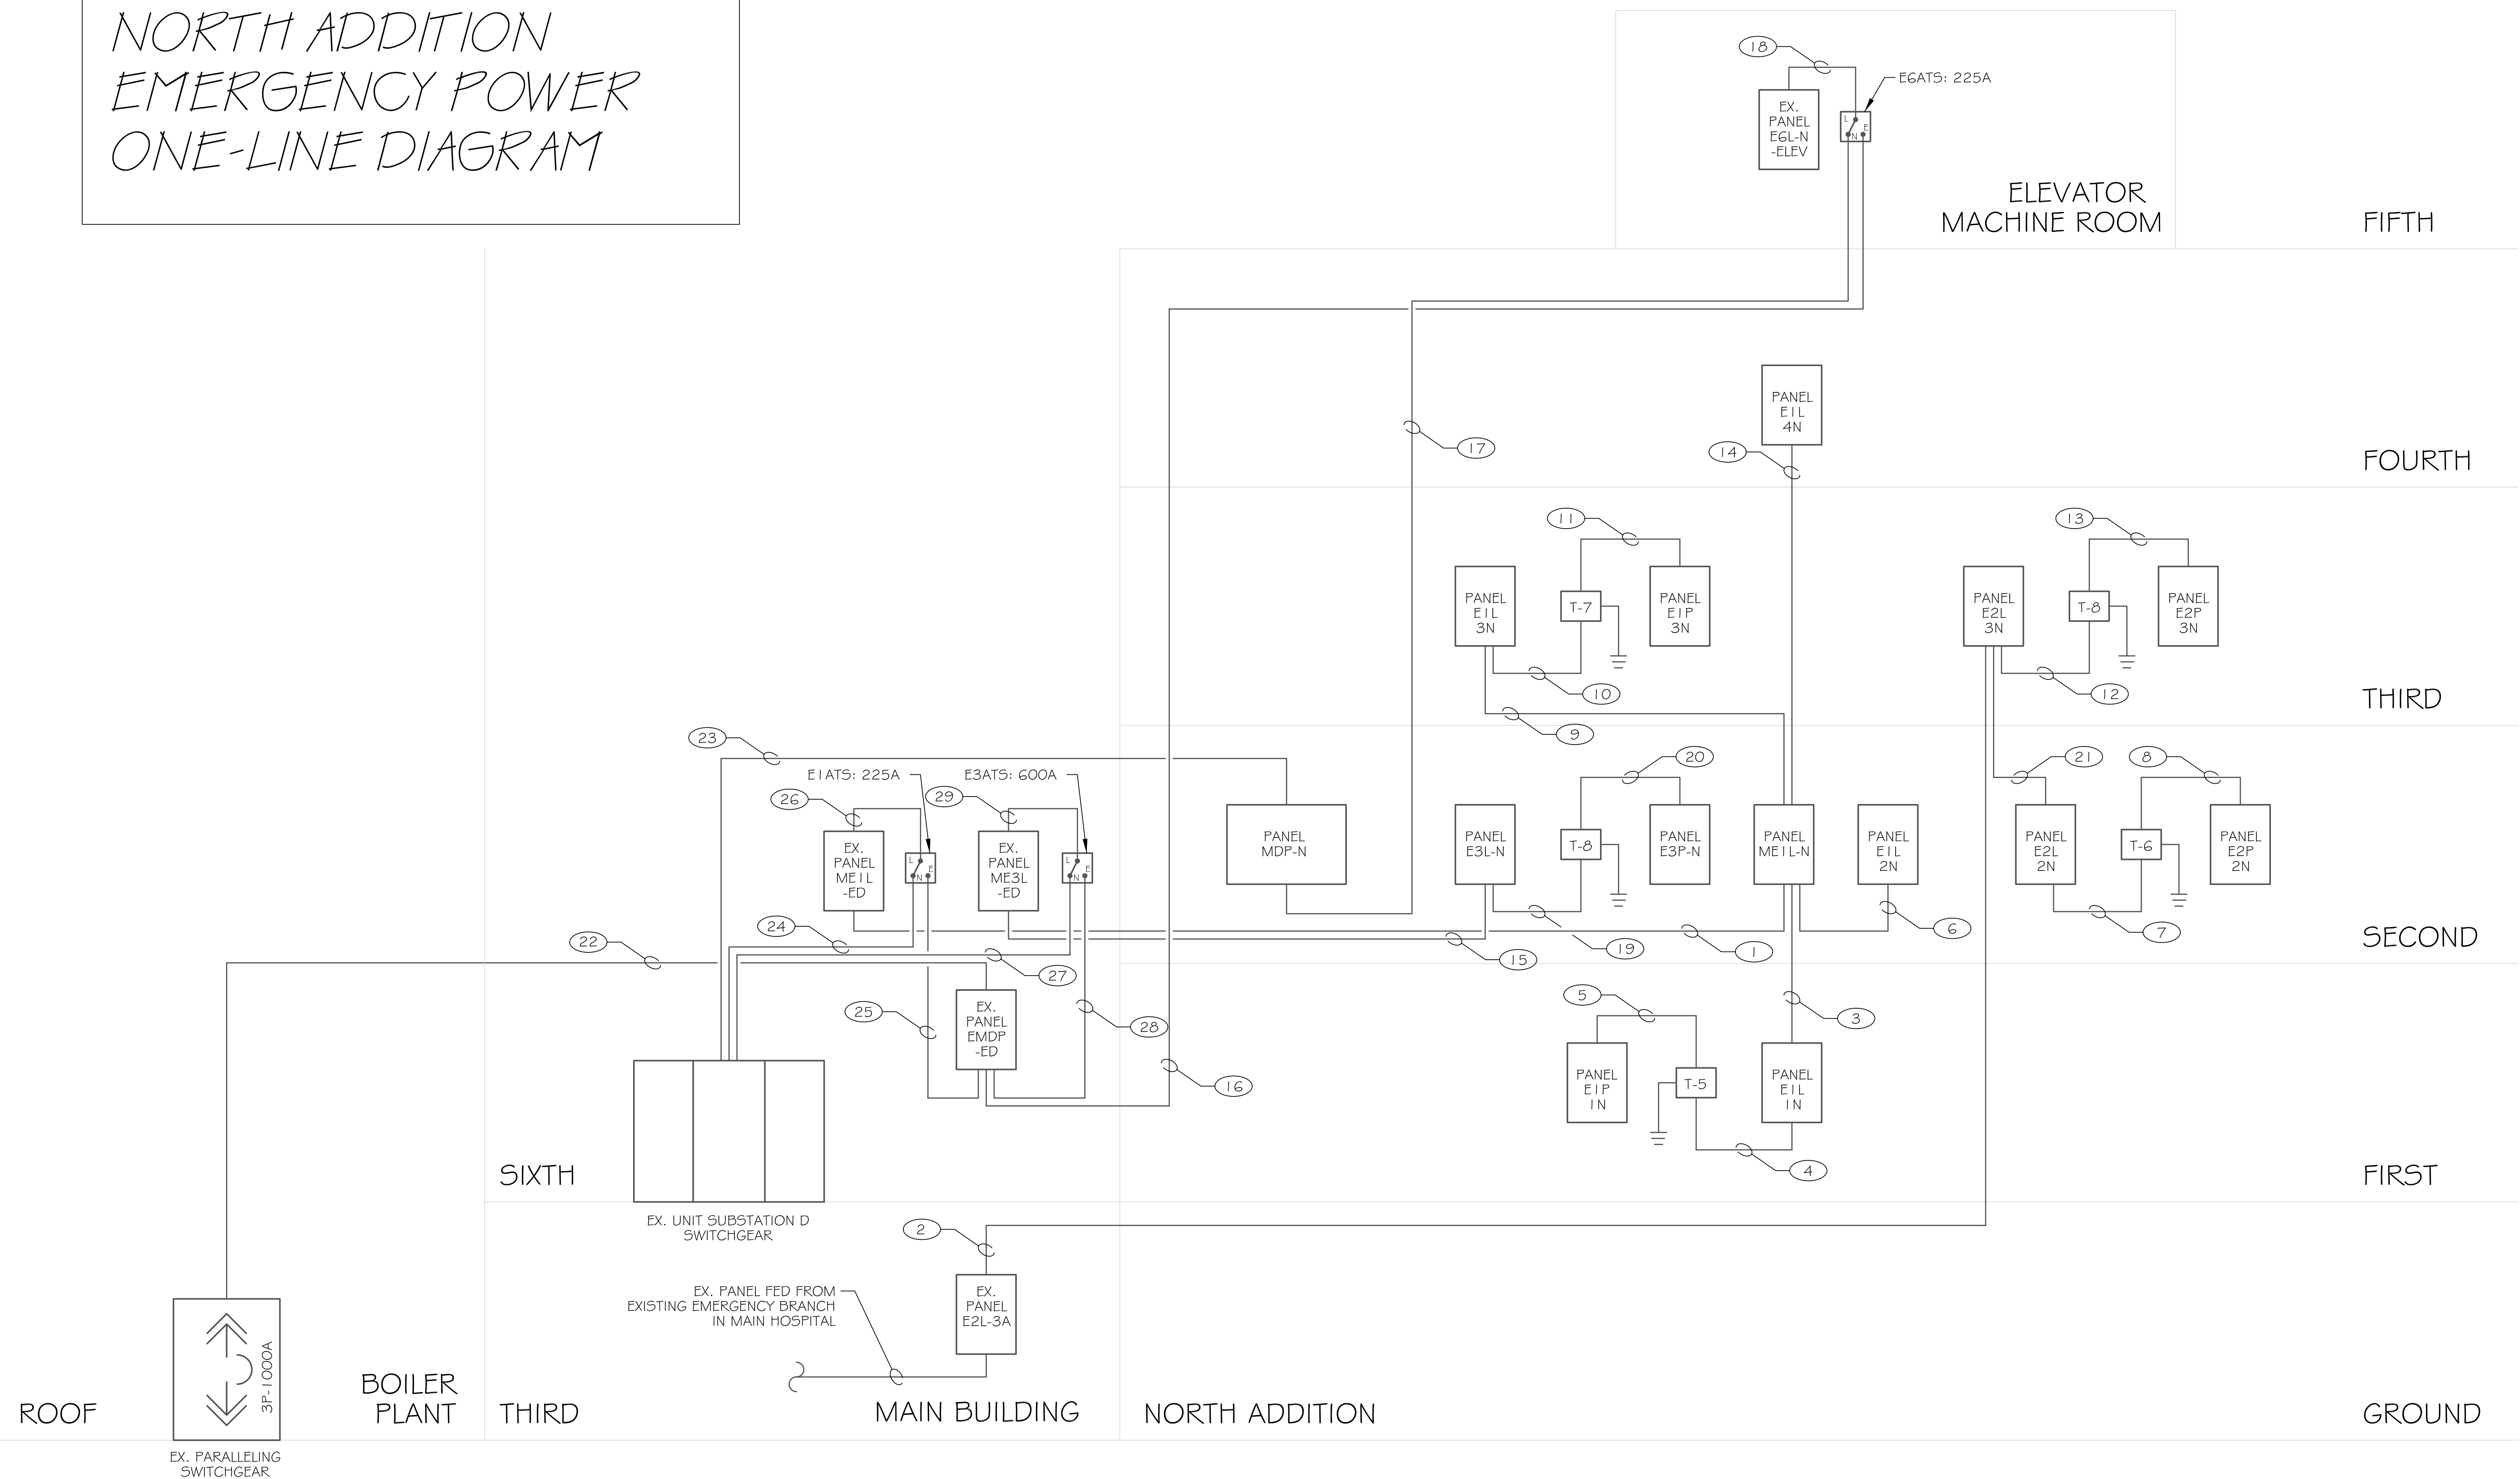 NORTH ADDITION
EMERGENCY POWER
ONE-LINE DIAGRAM
18
E6ATS: 225A
EX.
PANEL
E6L-N
-ELEV
L
N
E
ELEVATOR
MACHINE ROOM
FIFTH
17
14
PANEL
E1L
4N
FOURTH
11
PANEL
E1L
3N
T-7
PANEL
E1P
3N
10
9
13
PANEL
E2L
3N
T-8
PANEL
E2P
3N
12
THIRD
23
E1ATS: 225A
E3ATS: 600A
26
29
EX.
PANEL
ME1L
-ED
L
N
E
EX.
PANEL
ME3L
-ED
L
N
E
PANEL
MDP-N
20
PANEL
E3L-N
T-8
PANEL
E3P-N
PANEL
ME1L-N
PANEL
E1L
2N
21
8
PANEL
E2L
2N
T-6
PANEL
E2P
2N
24
22
27
15
19
1
6
7
SECOND
25
EX.
PANEL
EMDP
-ED
28
16
5
3
PANEL
E1P
1N
T-5
PANEL
E1L
1N
4
SIXTH
FIRST
EX. UNIT SUBSTATION D
SWITCHGEAR
2
EX. PANEL FED FROM
EXISTING EMERGENCY BRANCH
IN MAIN HOSPITAL
EX.
PANEL
E2L-3A
3P-1000A
ROOF
BOILER
PLANT
THIRD
MAIN BUILDING
NORTH ADDITION
GROUND
EX. PARALLELING
SWITCHGEAR